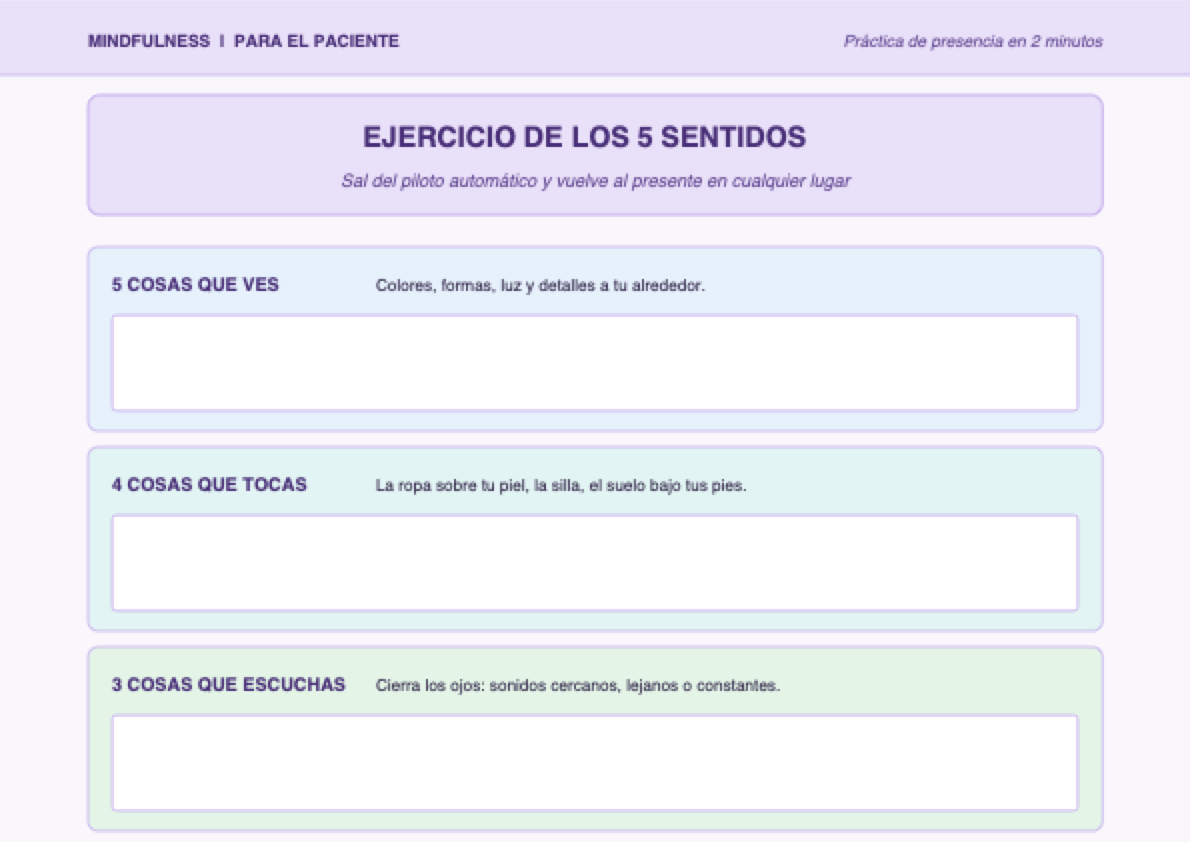 MINDFULNESS | PARA EL PACIENTE
Práctica de presencia en 2 minutos
EJERCICIO DE LOS 5 SENTIDOS
Sal del piloto automático y vuelve al presente en cualquier lugar
5 COSAS QUE VES
Colores, formas, luz y detalles a tu alrededor.
4 COSAS QUE TOCAS
La ropa sobre tu piel, la silla, el suelo bajo tus pies.
3 COSAS QUE ESCUCHAS
Cierra los ojos: sonidos cercanos, lejanos o constantes.